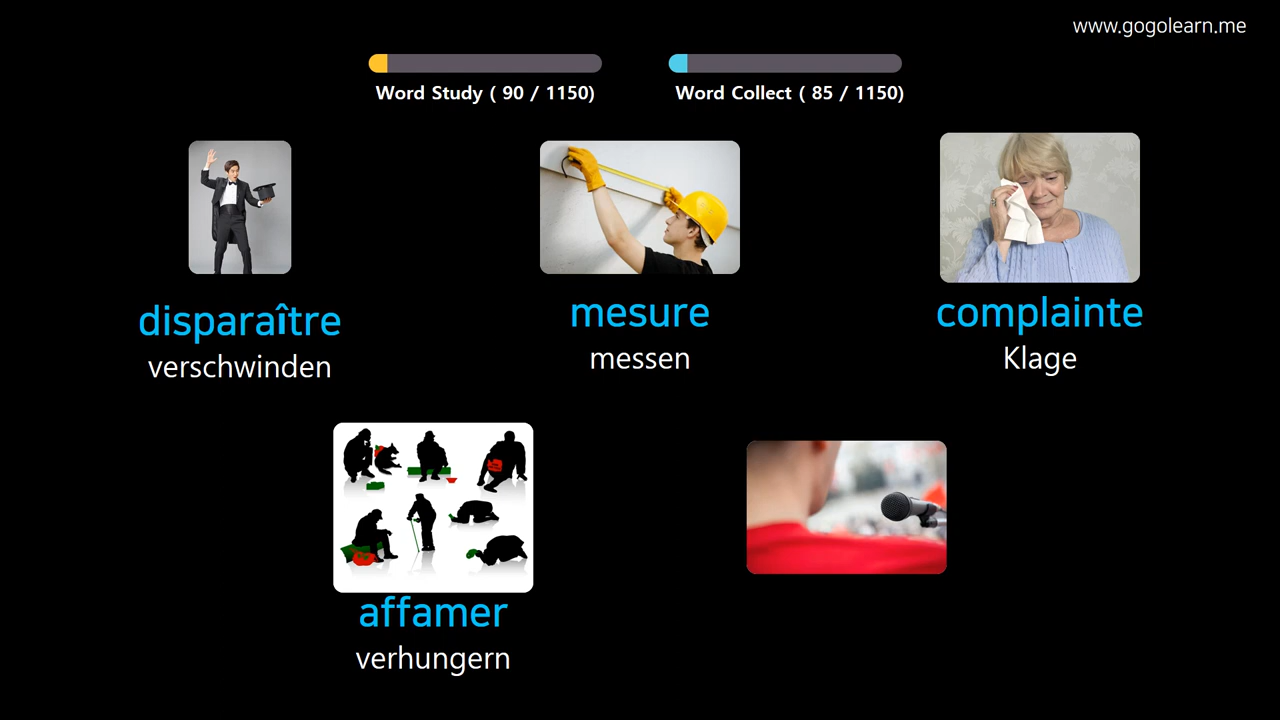 www.gogolearn.me
Word Study ( 90 / 1150)
Word Collect ( 85 / 1150)
disparaître
verschwinden
mesure
messen
complainte
Klage
affamer
verhungern